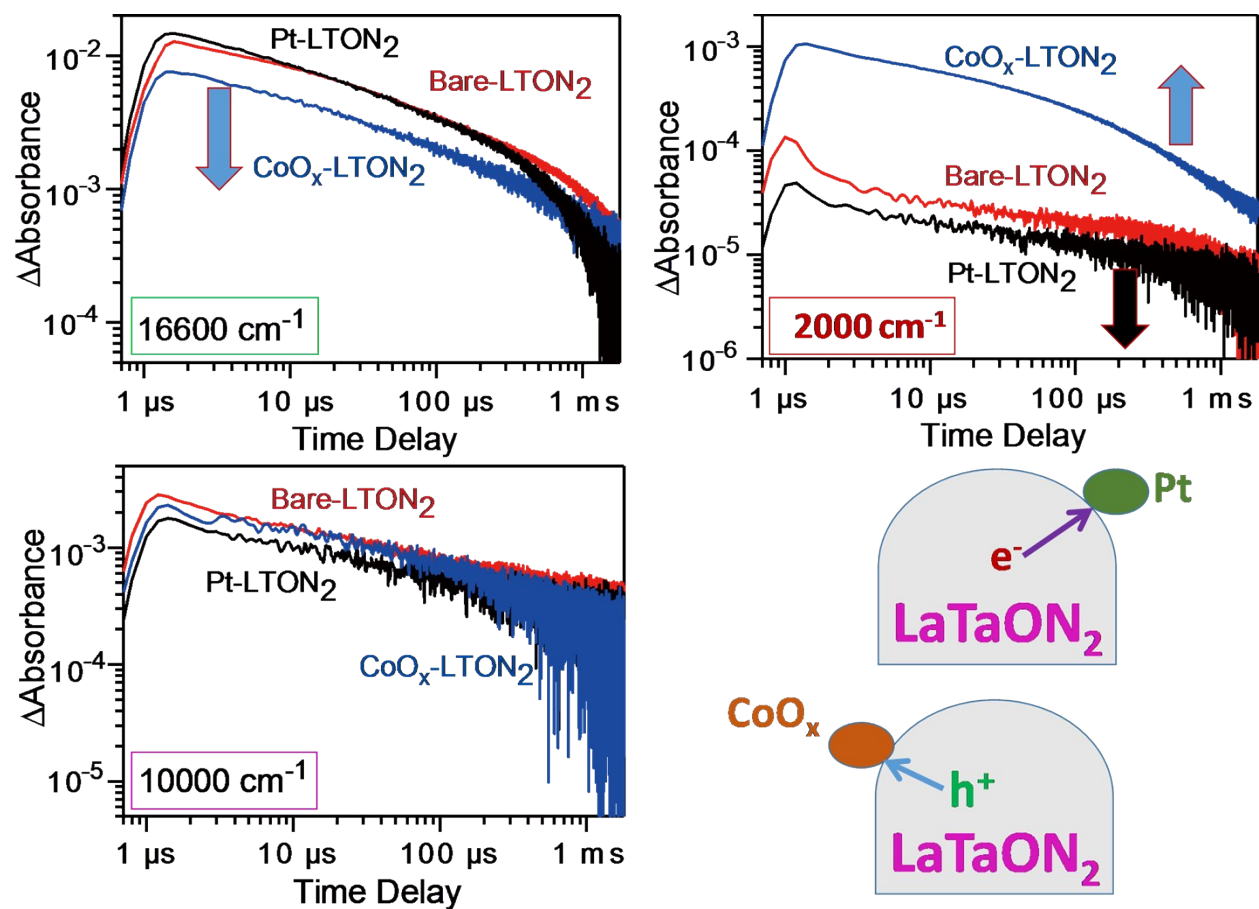 10⁻²
10⁻³
10⁻⁴
ΔAbsorbance
Pt-LTON₂
Bare-LTON₂
CoOₓ-LTON₂
16600 cm⁻¹
1 µs
10 µs
100 µs
1 ms
Time Delay
10⁻³
10⁻⁴
10⁻⁵
10⁻⁶
ΔAbsorbance
CoOₓ-LTON₂
Bare-LTON₂
Pt-LTON₂
2000 cm⁻¹
1 µs
10 µs
100 µs
1 ms
Time Delay
10⁻³
10⁻⁴
10⁻⁵
ΔAbsorbance
Bare-LTON₂
Pt-LTON₂
CoOₓ-LTON₂
10000 cm⁻¹
1 µs
10 µs
100 µs
1 ms
Time Delay
Pt
e⁻
LaTaON₂
CoOₓ
h⁺
LaTaON₂